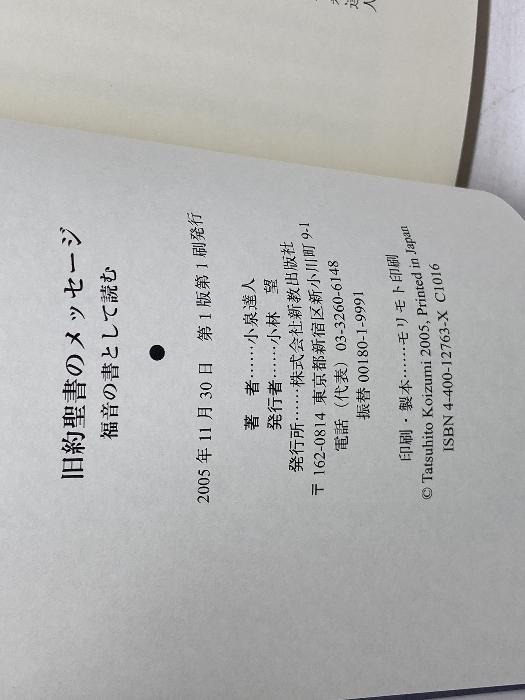 旧約聖書のメッセージ
福音の書として読む
●
2005年11月30日 第1版第1刷発行
著 者……小泉達人
発行者……小林 望
発行所……株式会社新教出版社
〒162-0814 東京都新宿区新小川町9-1
電話（代表）03-3260-6148
振替 00180-1-9991
印刷・製本……モリモト印刷
© Tatsuhito Koizumi 2005, Printed in Japan
ISBN 4-400-12763-X C1016